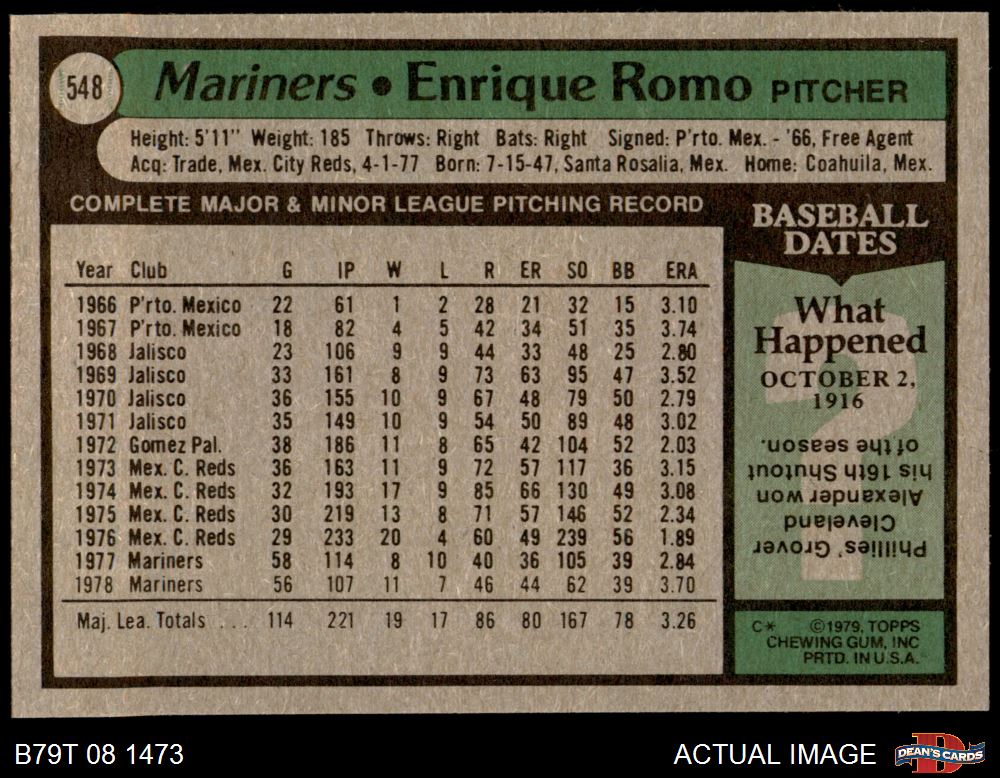 548
Mariners • Enrique Romo PITCHER
Height: 5'11" Weight: 185 Throws: Right Bats: Right Signed: P'rto. Mex. - '66, Free Agent
Acq: Trade, Mex. City Reds, 4-1-77 Born: 7-15-47, Santa Rosalia, Mex. Home: Coahuila, Mex.
COMPLETE MAJOR & MINOR LEAGUE PITCHING RECORD
Year Club G IP W L R ER SO BB ERA
1966 P'rto. Mexico 22 61 1 2 28 21 32 15 3.10
1967 P'rto. Mexico 18 82 4 5 42 34 51 35 3.74
1968 Jalisco 23 106 9 9 44 33 48 25 2.80
1969 Jalisco 33 161 8 9 73 63 95 47 3.52
1970 Jalisco 36 155 10 9 67 48 79 50 2.79
1971 Jalisco 35 149 10 9 54 50 89 48 3.02
1972 Gomez Pal. 38 186 11 8 65 42 104 52 2.03
1973 Mex. C. Reds 36 163 11 9 72 57 117 36 3.15
1974 Mex. C. Reds 32 193 17 9 85 66 130 49 3.08
1975 Mex. C. Reds 30 219 13 8 71 57 146 52 2.34
1976 Mex. C. Reds 29 233 20 4 60 49 239 56 1.89
1977 Mariners 58 114 8 10 40 36 105 39 2.84
1978 Mariners 56 107 11 7 46 44 62 39 3.70
Maj. Lea. Totals . . . 114 221 19 17 86 80 167 78 3.26
BASEBALL
DATES
What
Happened
OCTOBER 2,
1916
?
Phillies' Grover
Cleveland
Alexander won
his 16th Shutout
of the season.
C* ©1979, TOPPS
CHEWING GUM, INC
PRTD. IN U.S.A.
B79T 08 1473
ACTUAL IMAGE
D
DEAN'S CARDS